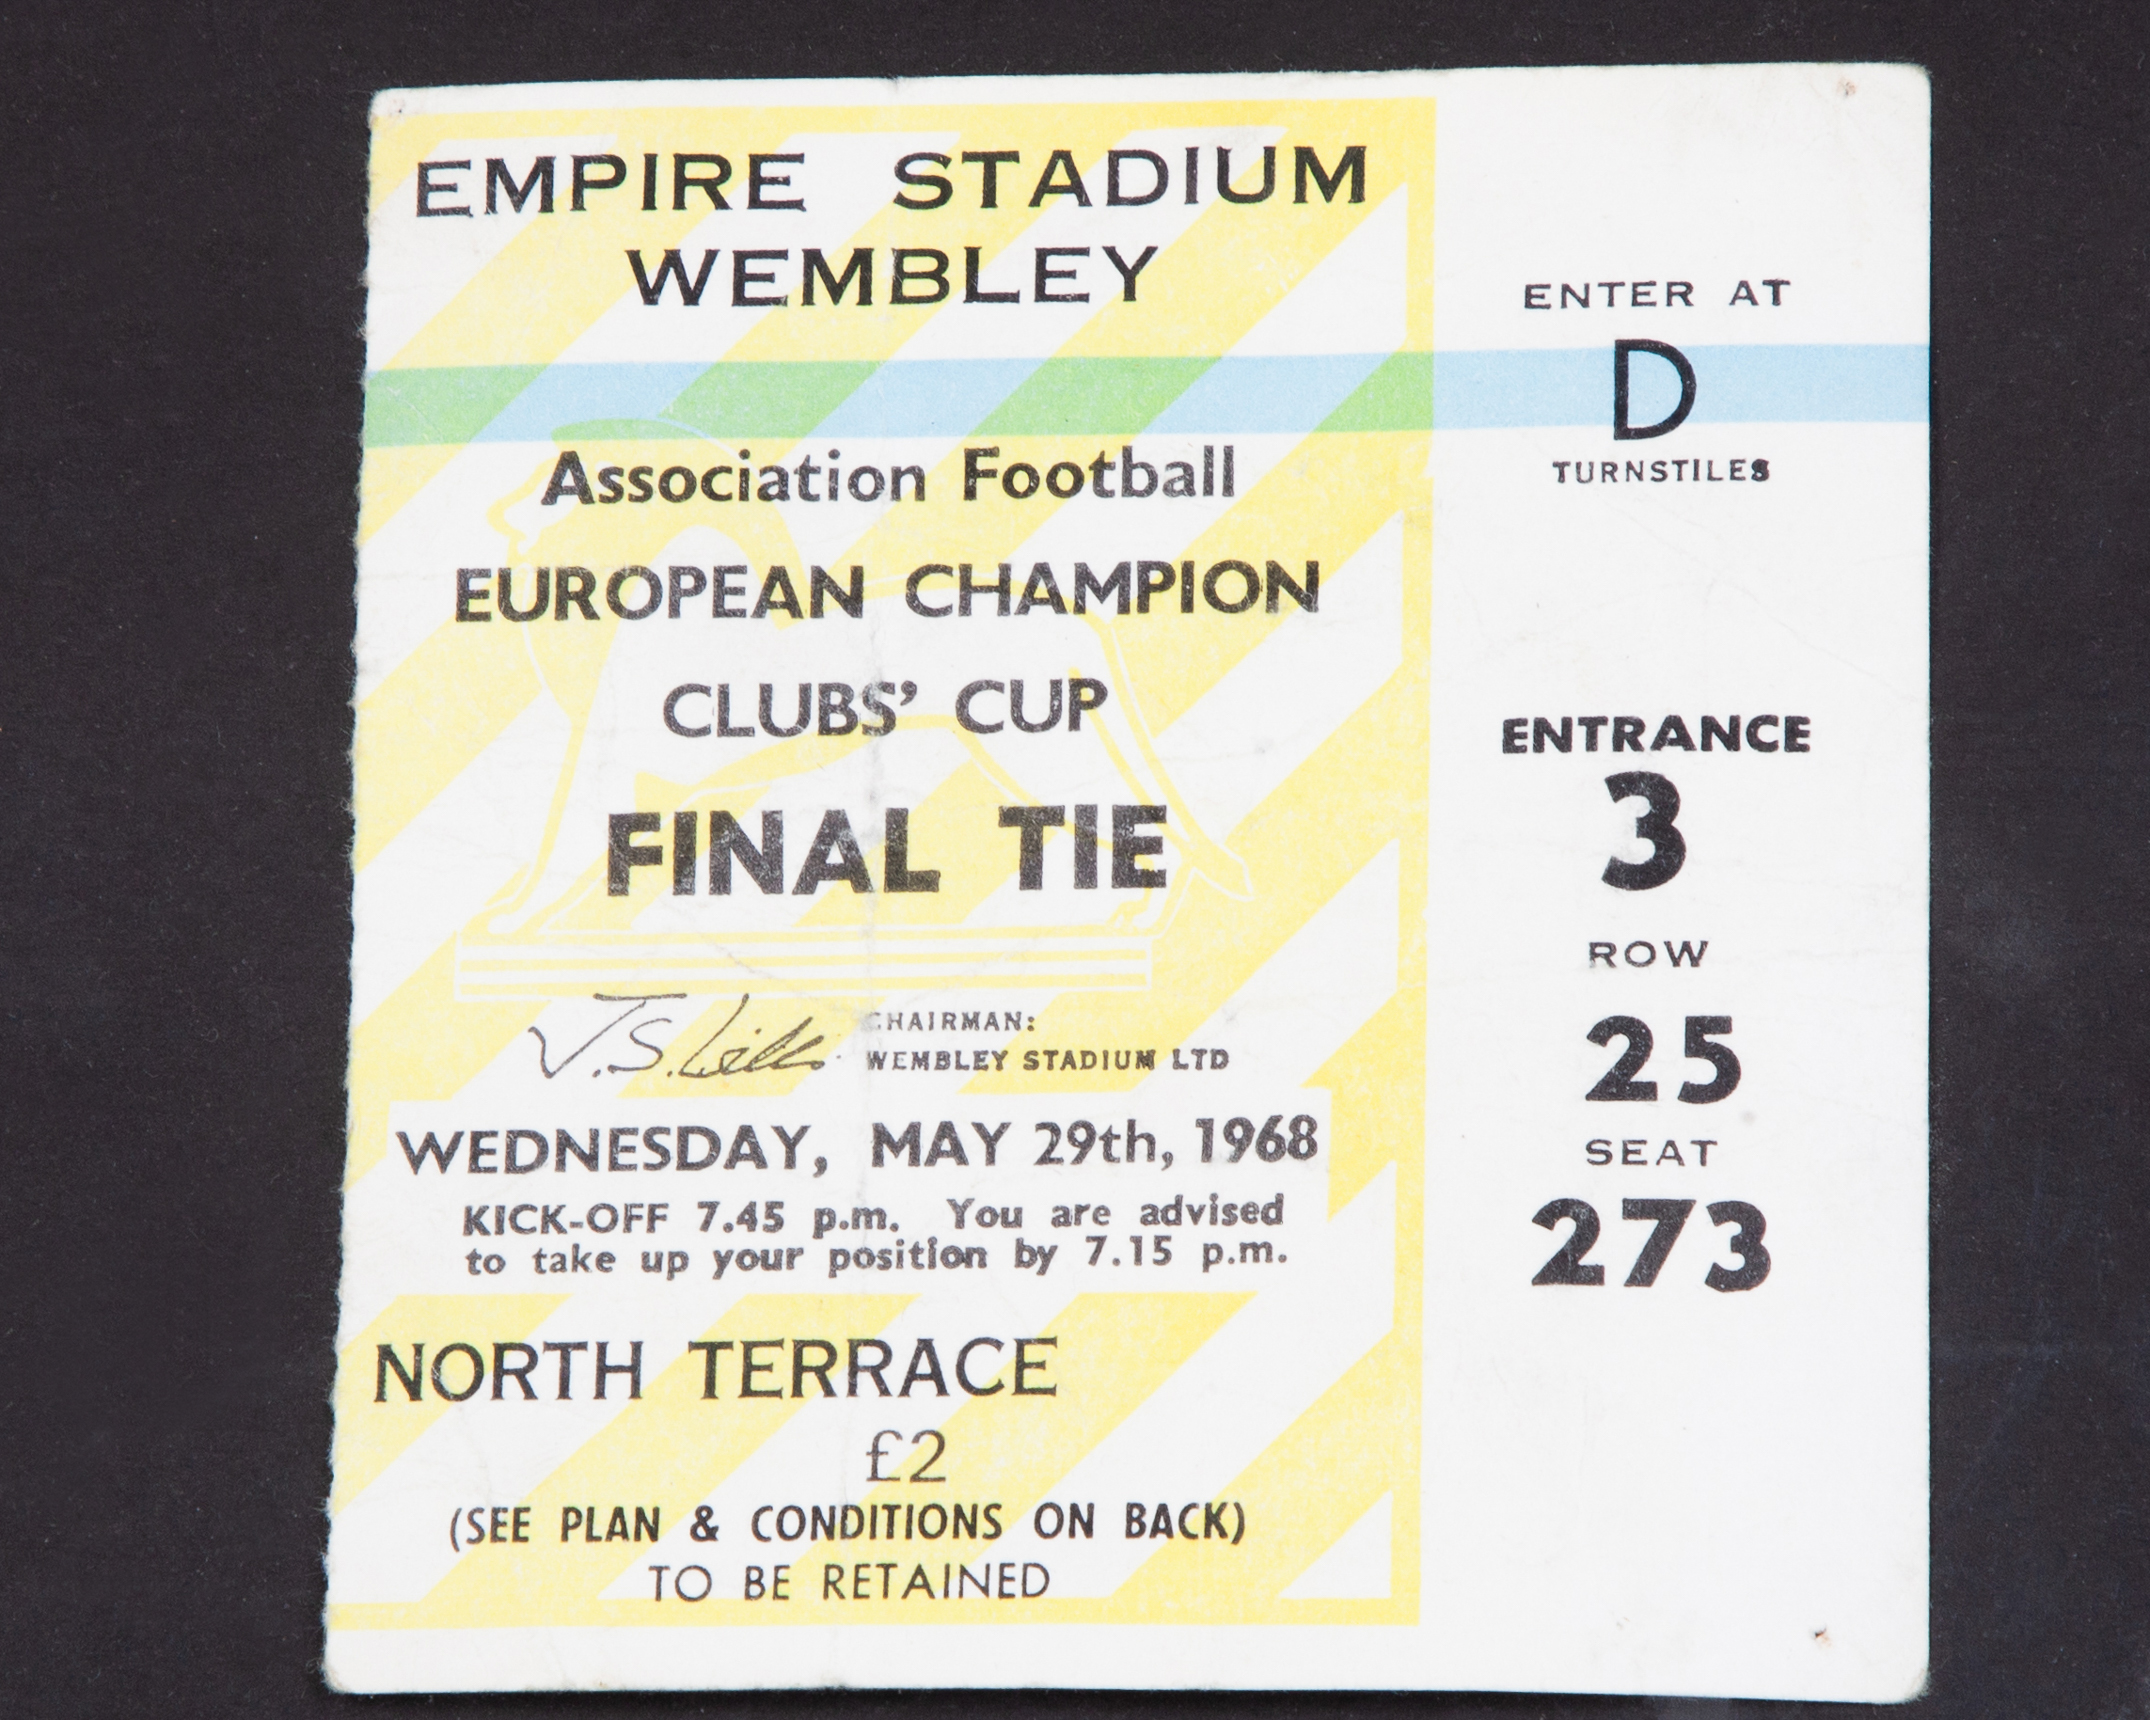 EMPIRE STADIUM
WEMBLEY
Association Football
EUROPEAN CHAMPION
CLUBS' CUP
FINAL TIE
CHAIRMAN:
WEMBLEY STADIUM LTD
WEDNESDAY, MAY 29th, 1968
KICK-OFF 7.45 p.m. You are advised
to take up your position by 7.15 p.m.
NORTH TERRACE
£2
(SEE PLAN & CONDITIONS ON BACK)
TO BE RETAINED
ENTER AT
D
TURNSTILES
ENTRANCE
3
ROW
25
SEAT
273